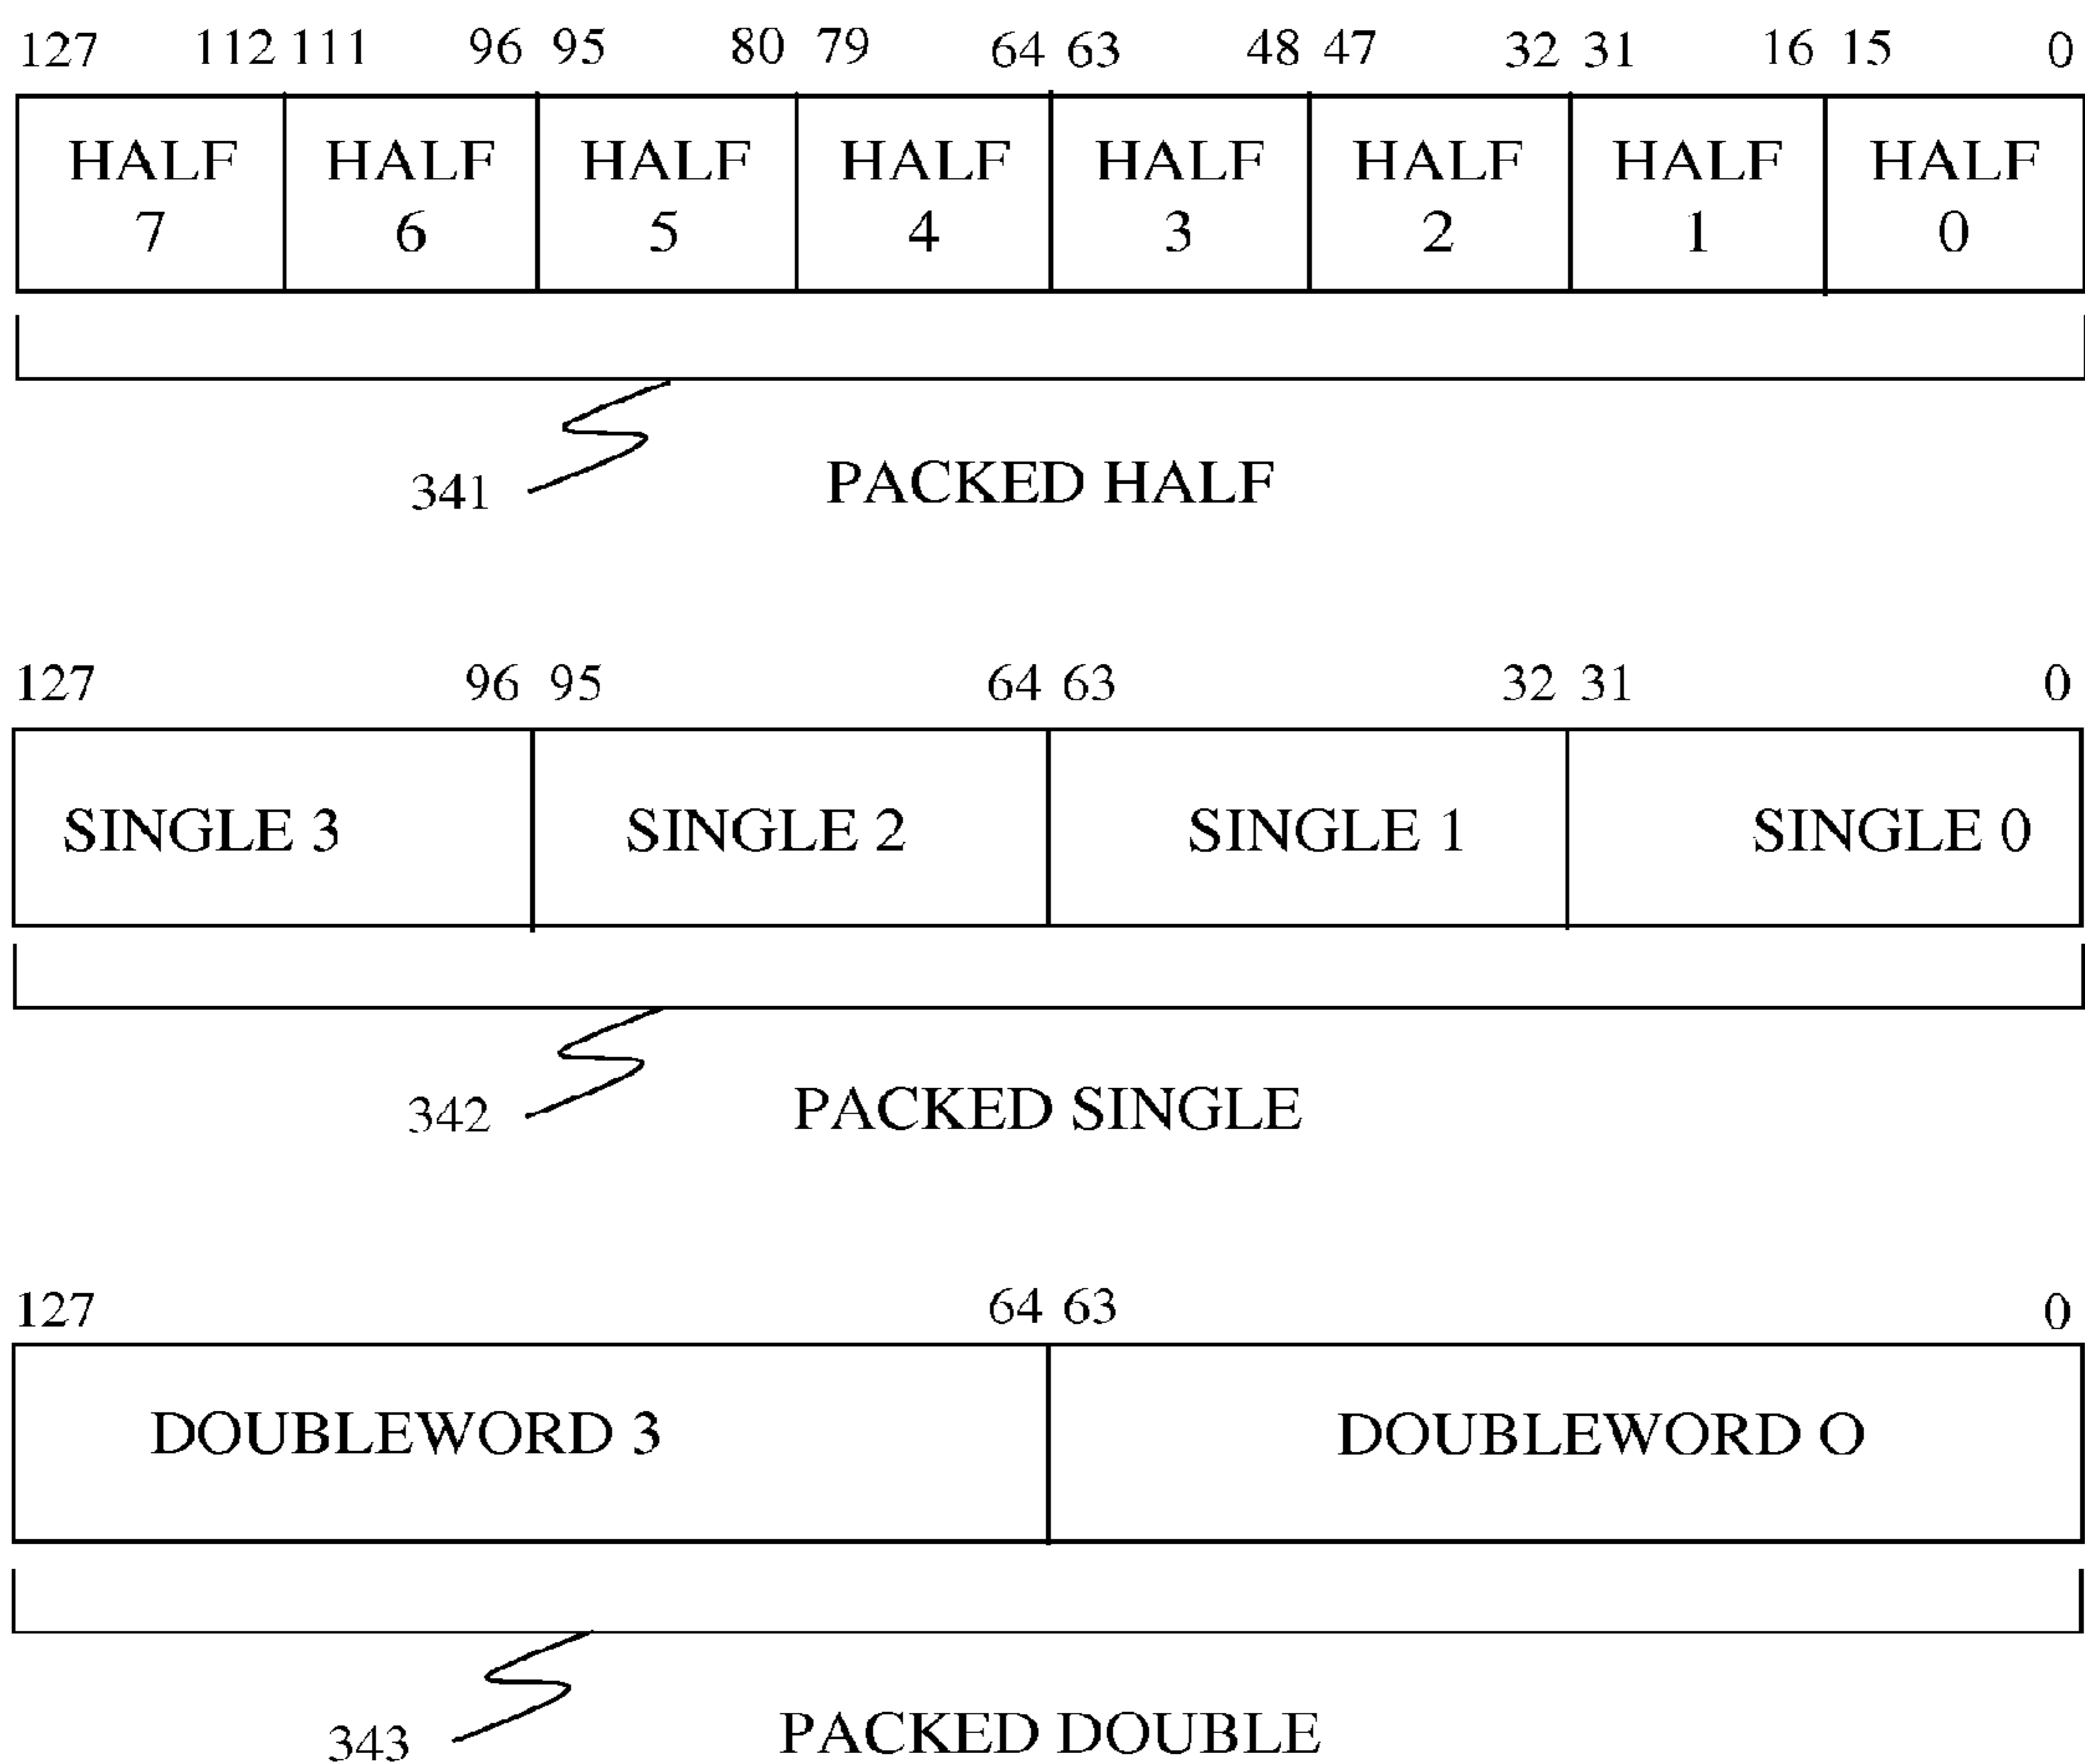 127 112 111 96 95 80 79 64 63 48 47 32 31 16 15 0
HALF HALF HALF HALF HALF HALF HALF HALF
7 6 5 4 3 2 1 0
341 PACKED HALF
127 96 95 64 63 32 31 0
SINGLE 3 SINGLE 2 SINGLE 1 SINGLE 0
342 PACKED SINGLE
127 64 63 0
DOUBLEWORD 3 DOUBLEWORD O
343 PACKED DOUBLE